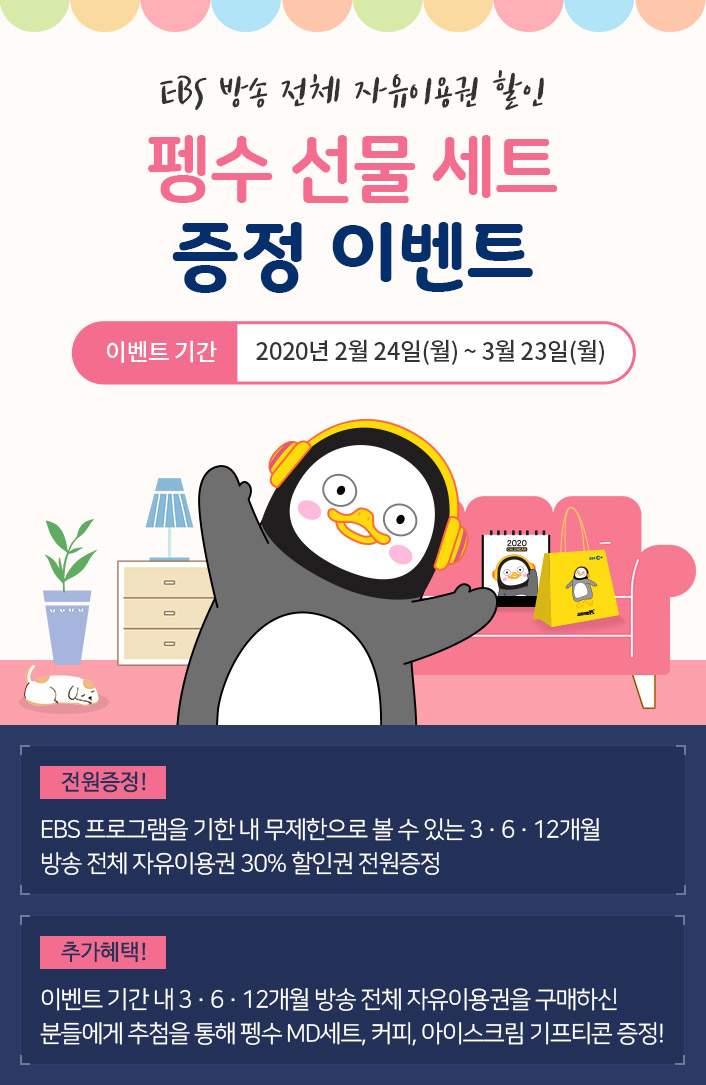 EBS 방송 전체 자유이용권 할인
펭수 선물 세트
증정 이벤트
이벤트 기간
2020년 2월 24일(월) ~ 3월 23일(월)
2020
CALENDAR
전원증정!
EBS 프로그램을 기한 내 무제한으로 볼 수 있는 3 · 6 · 12개월
방송 전체 자유이용권 30% 할인권 전원증정
추가혜택!
이벤트 기간 내 3 · 6 · 12개월 방송 전체 자유이용권을 구매하신
분들에게 추첨을 통해 펭수 MD세트, 커피, 아이스크림 기프티콘 증정!